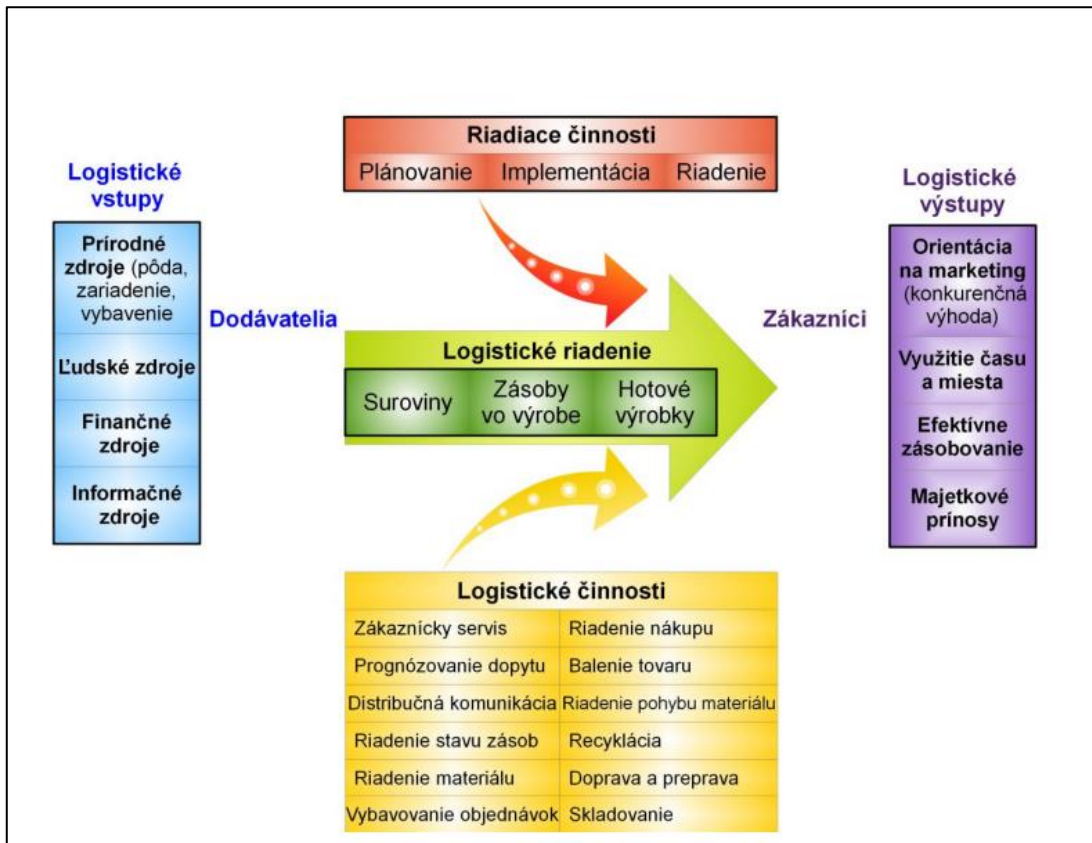 Riadiace činnosti
Plánovanie Implementácia Riadenie
Logistické
vstupy
Prírodné
zdroje (pôda,
zariadenie,
vybavenie
Ľudské zdroje
Finančné
zdroje
Informačné
zdroje
Dodávatelia
Logistické riadenie
Suroviny
Zásoby
vo výrobe
Hotové
výrobky
Zákazníci
Logistické
výstupy
Orientácia
na marketing
(konkurenčná
výhoda)
Využitie času
a miesta
Efektívne
zásobovanie
Majetkové
prínosy
Logistické činnosti
Zákaznícky servis
Riadenie nákupu
Prognózovanie dopytu
Balenie tovaru
Distribučná komunikácia
Riadenie pohybu materiálu
Riadenie stavu zásob
Recyklácia
Riadenie materiálu
Doprava a preprava
Vybavovanie objednávok
Skladovanie